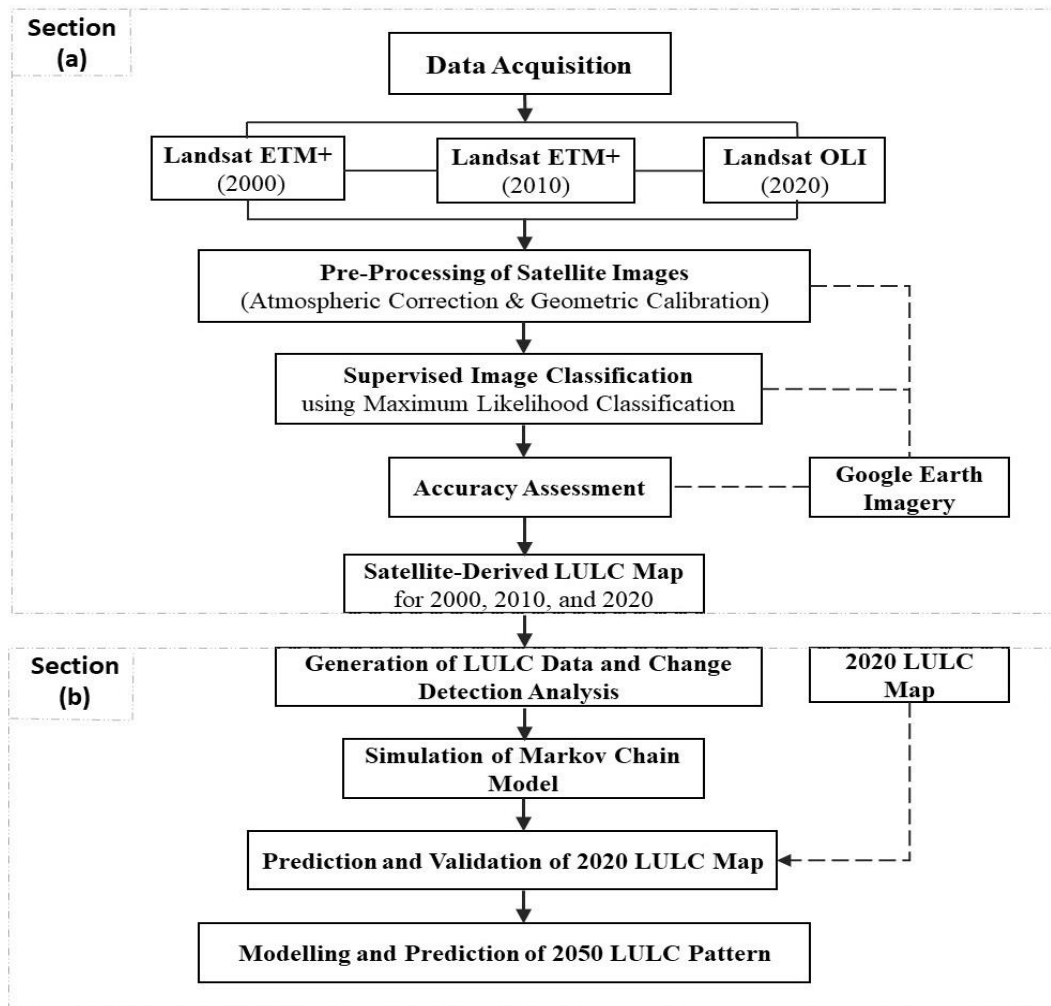 Section
(a)
Data Acquisition
Landsat ETM+
(2000)
Landsat ETM+
(2010)
Landsat OLI
(2020)
Pre-Processing of Satellite Images
(Atmospheric Correction & Geometric Calibration)
Supervised Image Classification
using Maximum Likelihood Classification
Accuracy Assessment
Google Earth
Imagery
Satellite-Derived LULC Map
for 2000, 2010, and 2020
Section
(b)
Generation of LULC Data and Change
Detection Analysis
2020 LULC
Map
Simulation of Markov Chain
Model
Prediction and Validation of 2020 LULC Map
Modelling and Prediction of 2050 LULC Pattern